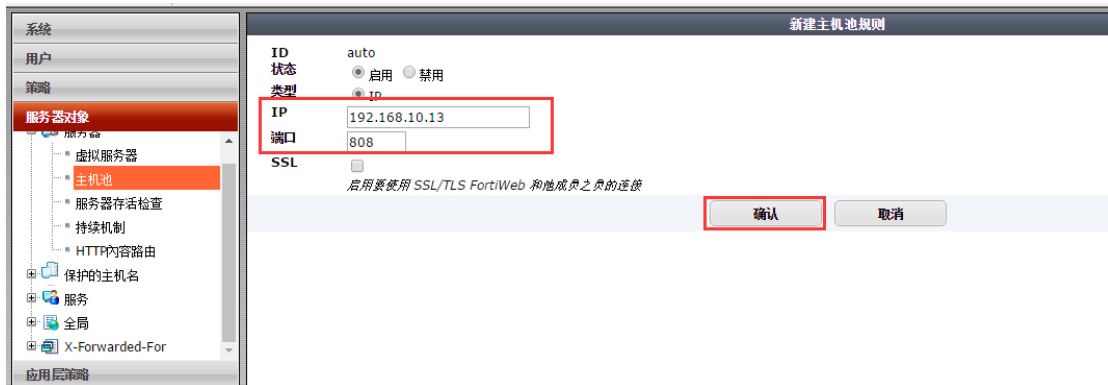 新建主机池规则
系统
用户
策略
服务器对象
服务器
虚拟服务器
主机池
服务器存活检查
持续机制
HTTP内容路由
保护的主机名
服务
全局
X-Forwarded-For
应用层策略
ID auto
状态 启用 禁用
类型 IP
IP 192.168.10.13
端口 808
SSL
启用要使用 SSL/TLS FortiWeb 和池成员之员的连接
确认 取消